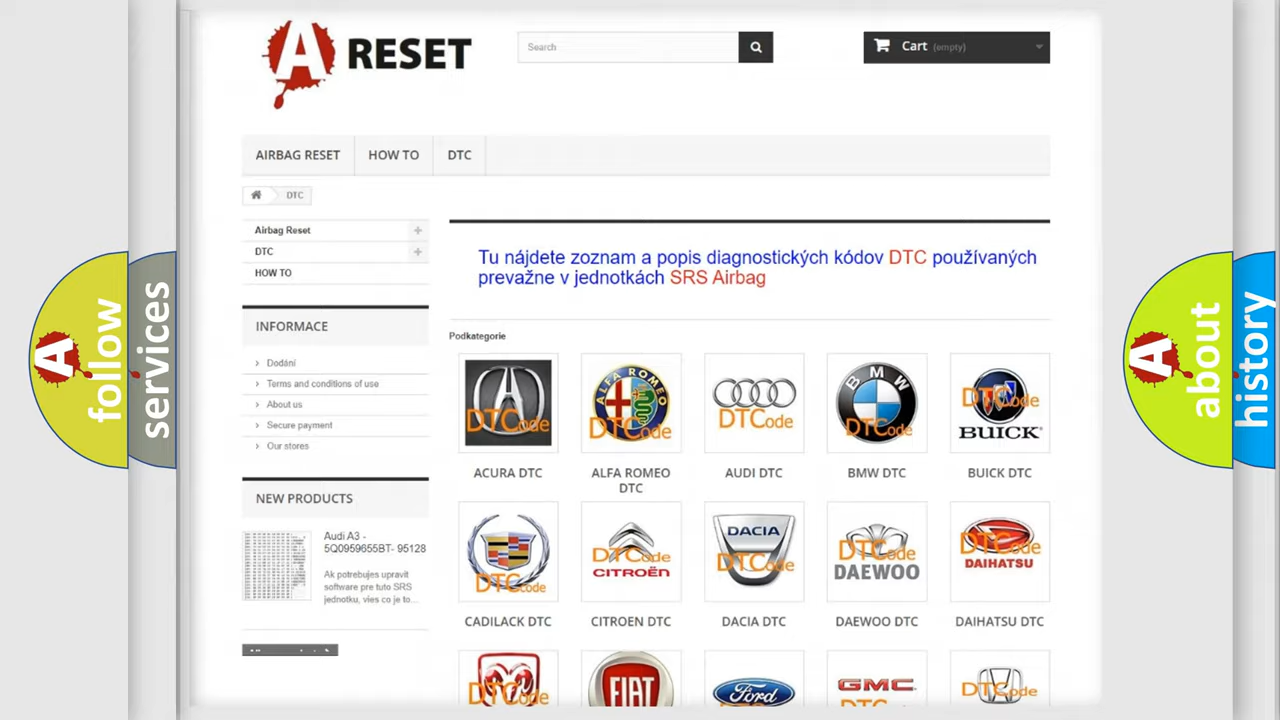 A RESET
Search
Cart (empty)
AIRBAG RESET
HOW TO
DTC
DTC
Airbag Reset
DTC
HOW TO
INFORMACE
Dodání
Terms and conditions of use
About us
Secure payment
Our stores
NEW PRODUCTS
Audi A3 -
5Q0959655BT- 95128
Ak potrebujes upravit
software pre tuto SRS
jednotku, vies co je to...
Tu nájdete zoznam a popis diagnostických kódov DTC používaných
prevažne v jednotkách SRS Airbag
Podkategorie
DTCode
ALFA ROMEO
DTCode
DTCode
BMW
DTCode
DTCode
BUICK
ACURA DTC
ALFA ROMEO
DTC
AUDI DTC
BMW DTC
BUICK DTC
DTCode
DTCode
CITROËN
DACIA
DTCode
DTCode
DAEWOO
DTCode
DAIHATSU
CADILACK DTC
CITROEN DTC
DACIA DTC
DAEWOO DTC
DAIHATSU DTC
DTCode
FIAT
Ford
GMC
DTCode
A follow
services
A about
history